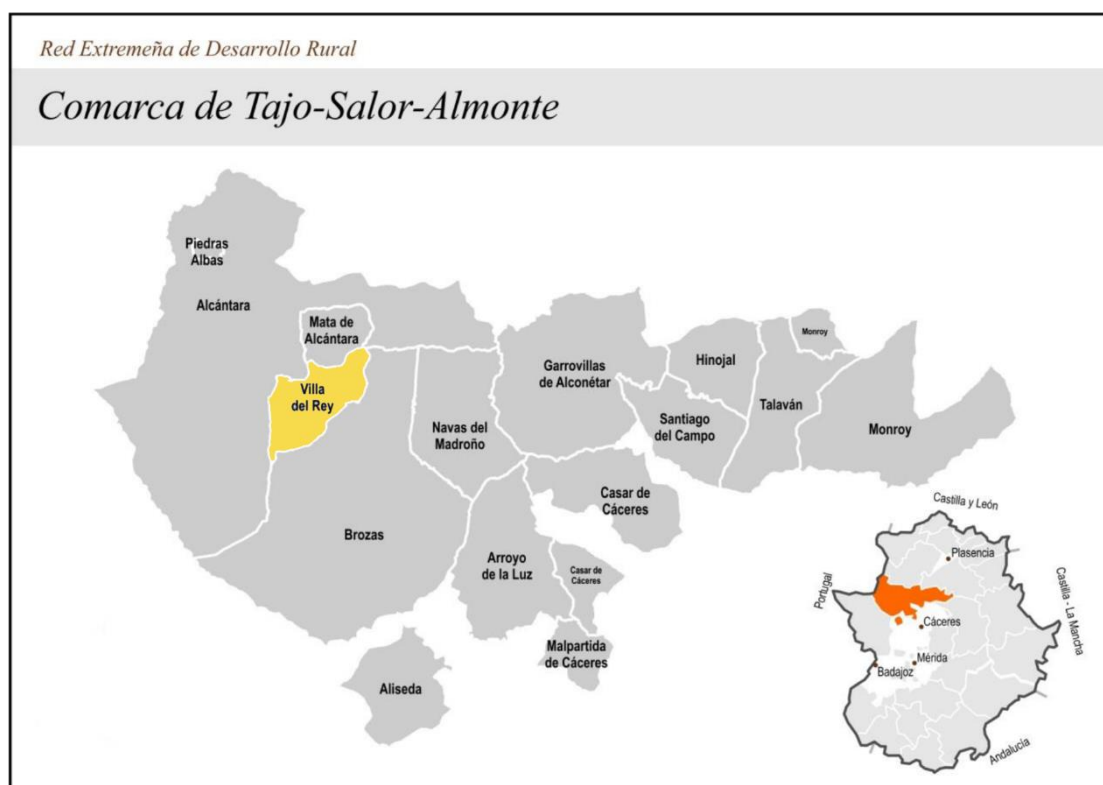 Red Extremeña de Desarrollo Rural
Comarca de Tajo-Salor-Almonte
Piedras
Albas
Alcántara
Mata de
Alcántara
Villa
del Rey
Brozas
Navas del
Madroño
Garrovillas
de Alconétar
Hinojal
Monroy
Santiago
del Campo
Talaván
Monroy
Casar de
Cáceres
Arroyo
de la Luz
Casar de
Cáceres
Malpartida
de Cáceres
Aliseda
Castilla y León
Plasencia
Portugal
Castilla - La Mancha
Cáceres
Mérida
Badajoz
Andalucía